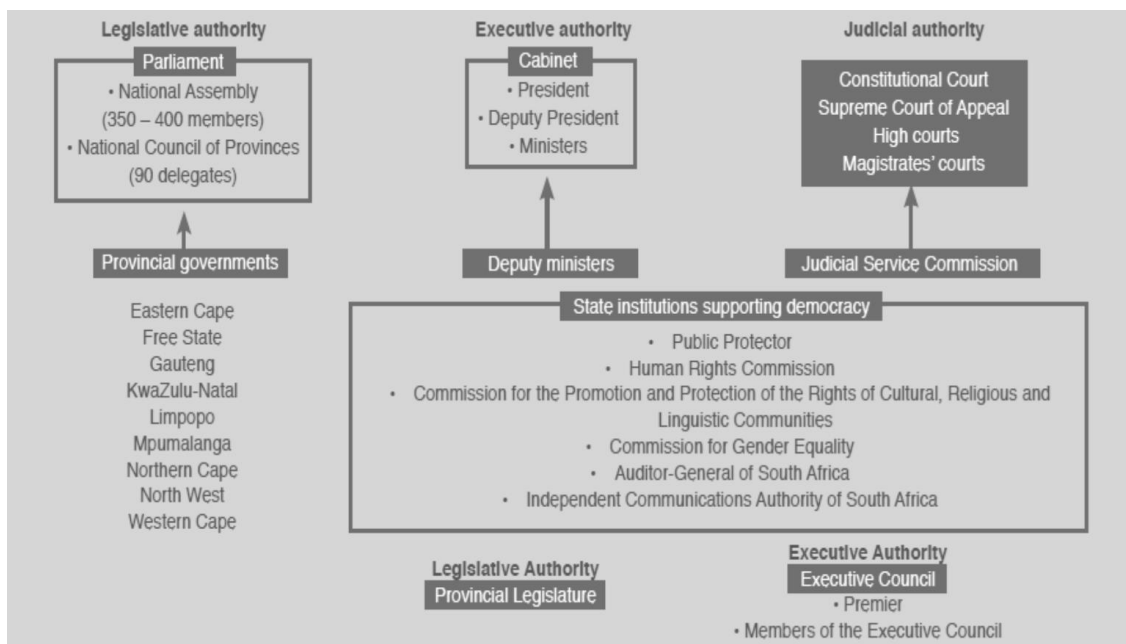 Legislative authority
Parliament
• National Assembly
(350 – 400 members)
• National Council of Provinces
(90 delegates)
Provincial governments
Eastern Cape
Free State
Gauteng
KwaZulu-Natal
Limpopo
Mpumalanga
Northern Cape
North West
Western Cape
Executive authority
Cabinet
• President
• Deputy President
• Ministers
Deputy ministers
Judicial authority
Constitutional Court
Supreme Court of Appeal
High courts
Magistrates' courts
Judicial Service Commission
State institutions supporting democracy
• Public Protector
• Human Rights Commission
• Commission for the Promotion and Protection of the Rights of Cultural, Religious and
Linguistic Communities
• Commission for Gender Equality
• Auditor-General of South Africa
• Independent Communications Authority of South Africa
Legislative Authority
Provincial Legislature
Executive Authority
Executive Council
• Premier
• Members of the Executive Council